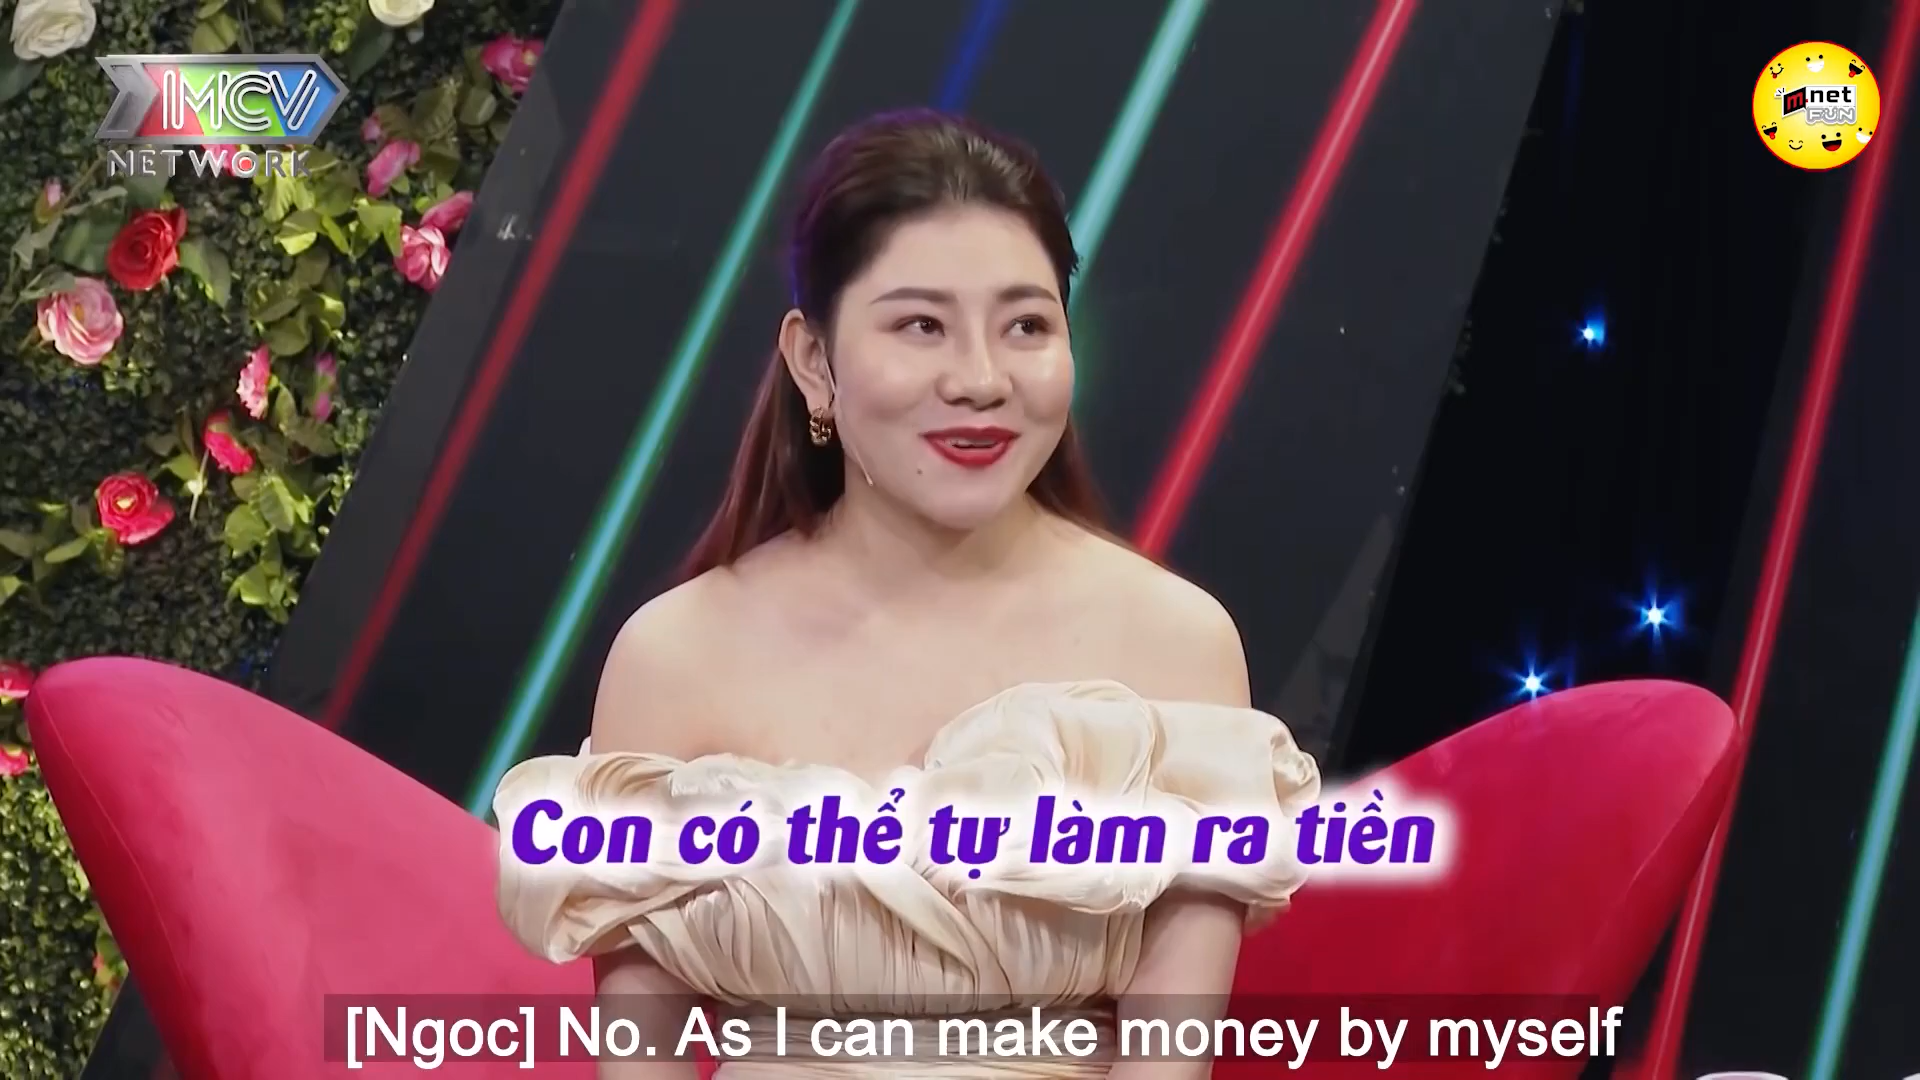 MCV
NETWORK
m.net
FUN
Con có thể tự làm ra tiền
[Ngoc] No. As I can make money by myself